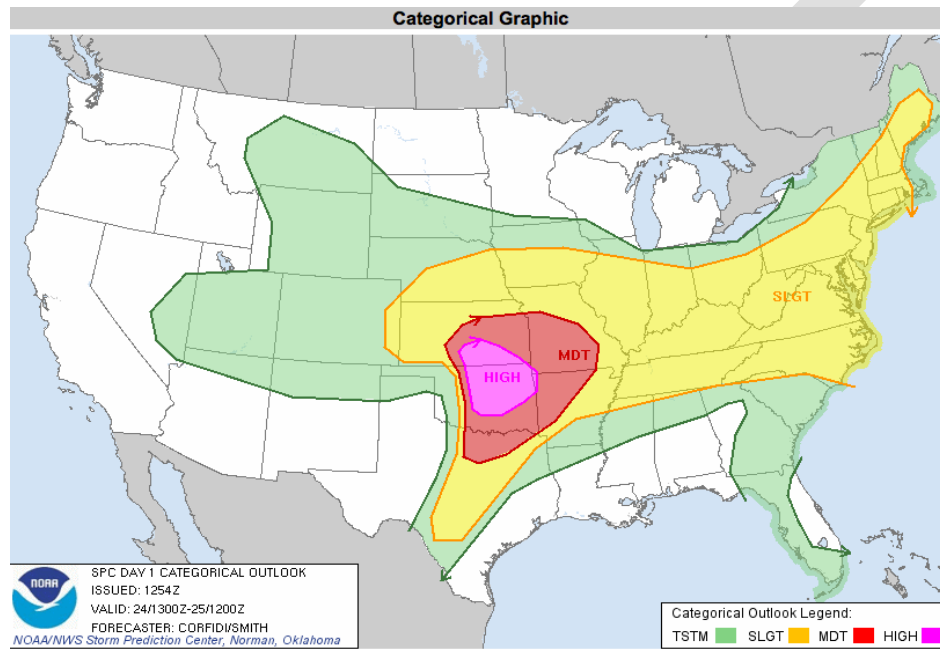 Categorical Graphic
SLGT
MDT
HIGH
NOAA
SPC DAY 1 CATEGORICAL OUTLOOK
ISSUED: 1254Z
VALID: 24/1300Z-25/1200Z
FORECASTER: CORFIDI/SMITH
NOAA/NWS Storm Prediction Center, Norman, Oklahoma
Categorical Outlook Legend:
TSTM SLGT MDT HIGH